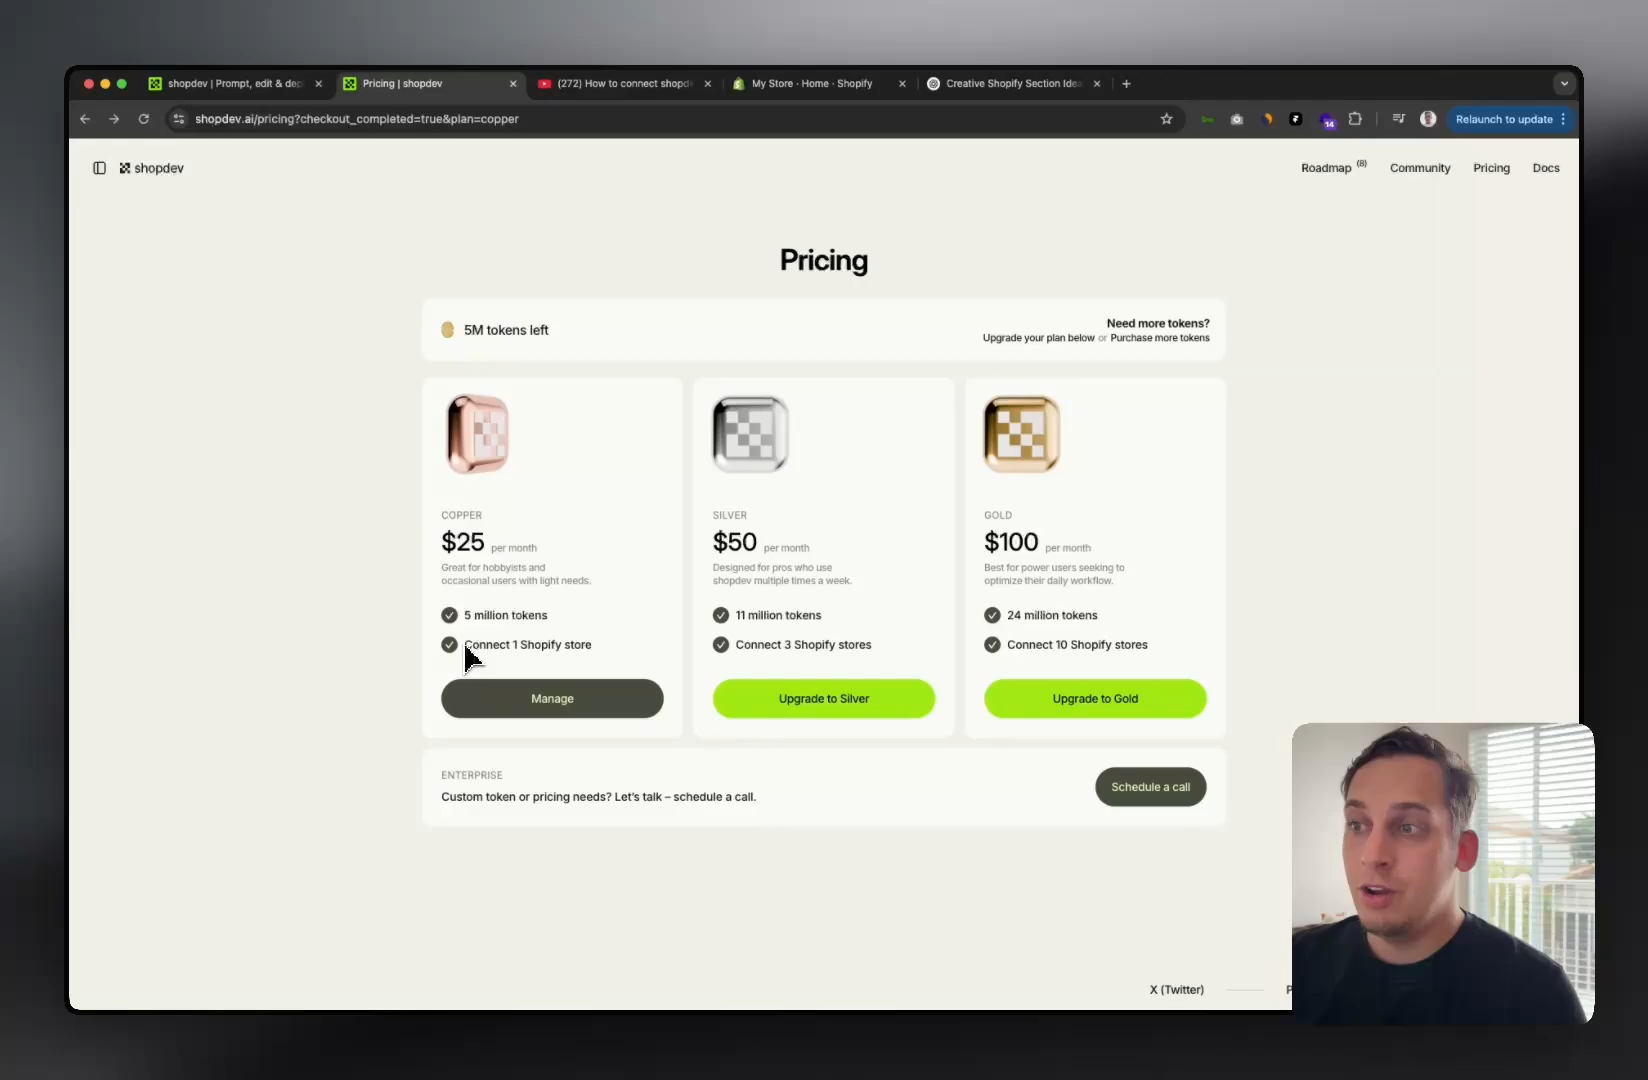 shopdev | Prompt, edit & dep
Pricing | shopdev
(272) How to connect shopd
My Store · Home · Shopify
Creative Shopify Section Idea
shopdev.ai/pricing?checkout_completed=true&plan=copper
14
Relaunch to update
shopdev
Roadmap (8)
Community
Pricing
Docs
Pricing
5M tokens left
Need more tokens?
Upgrade your plan below or Purchase more tokens
COPPER
$25 per month
Great for hobbyists and
occasional users with light needs.
5 million tokens
Connect 1 Shopify store
Manage
SILVER
$50 per month
Designed for pros who use
shopdev multiple times a week.
11 million tokens
Connect 3 Shopify stores
Upgrade to Silver
GOLD
$100 per month
Best for power users seeking to
optimize their daily workflow.
24 million tokens
Connect 10 Shopify stores
Upgrade to Gold
ENTERPRISE
Custom token or pricing needs? Let's talk – schedule a call.
Schedule a call
X (Twitter)